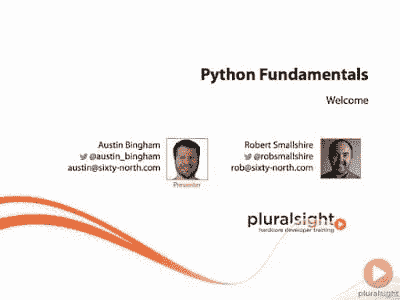 Python Fundamentals
Welcome
Austin Bingham
@austin_bingham
austin@sixty-north.com
Presenter
Robert Smallshire
@robsmallshire
rob@sixty-north.com
pluralsight
hardcore developer training
pluralsight